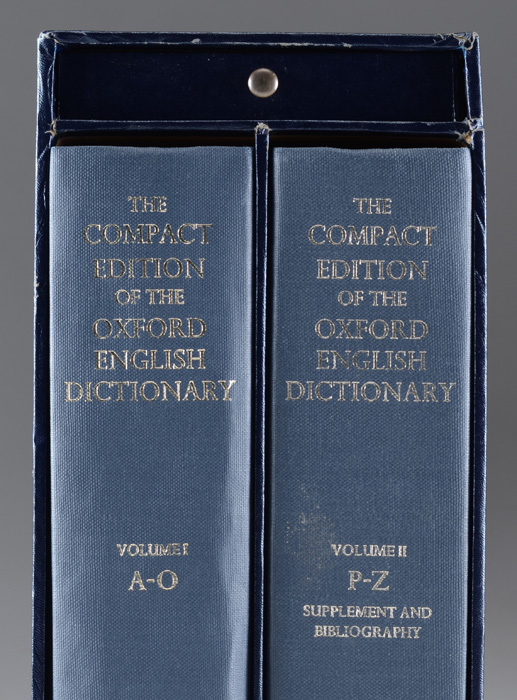 THE
COMPACT
EDITION
OF THE
OXFORD
ENGLISH
DICTIONARY
VOLUME I
A-O
THE
COMPACT
EDITION
OF THE
OXFORD
ENGLISH
DICTIONARY
VOLUME II
P-Z
SUPPLEMENT AND
BIBLIOGRAPHY